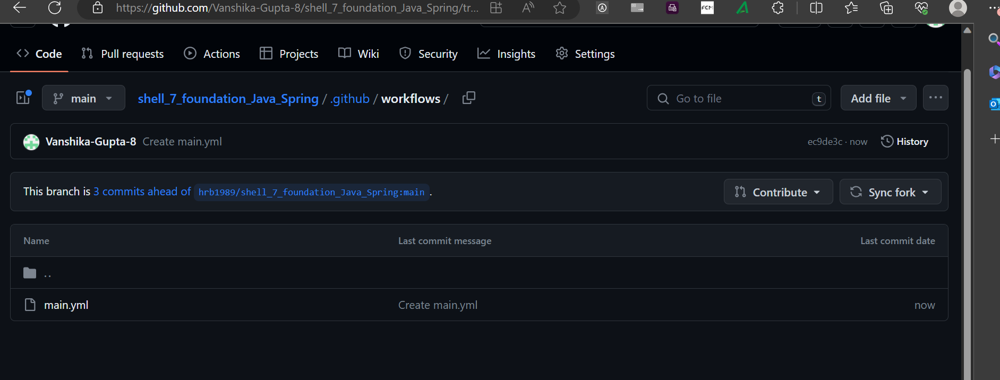 https://github.com/Vanshika-Gupta-8/shell_7_foundation_Java_Spring/tr...
FCM
Code Pull requests Actions Projects Wiki Security Insights Settings
main shell_7_foundation_Java_Spring / .github / workflows / Go to file t Add file ...
Vanshika-Gupta-8 Create main.yml ec9de3c · now History
This branch is 3 commits ahead of hrb1989/shell_7_foundation_Java_Spring:main . Contribute Sync fork
Name Last commit message Last commit date
..
main.yml Create main.yml now